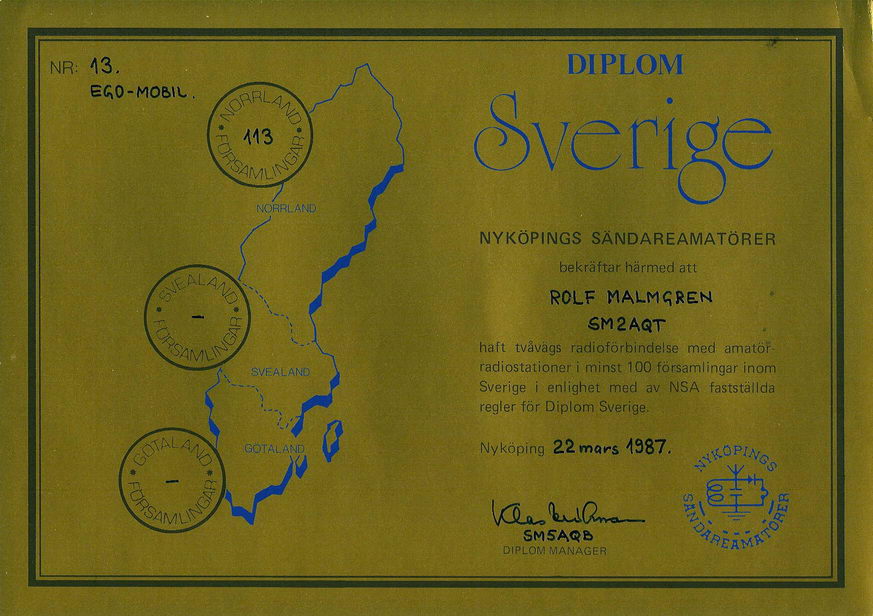 NR: 13.
EGO-MOBIL.
NORRLAND
113
FÖRSAMLINGAR
NORRLAND
SVEALAND
-
FÖRSAMLINGAR
SVEALAND
GÖTALAND
-
FÖRSAMLINGAR
GÖTALAND
DIPLOM
Sverige
NYKÖPINGS SÄNDAREAMATÖRER
bekräftar härmed att
ROLF MALMGREN
SM2AQT
haft tvåvägs radioförbindelse med amatör-
radiostationer i minst 100 församlingar inom
Sverige i enlighet med av NSA fastställda
regler för Diplom Sverige.
Nyköping 22 mars 1987.
SM5AQB
DIPLOM MANAGER
NYKÖPINGS
SÄNDAREAMATÖRER